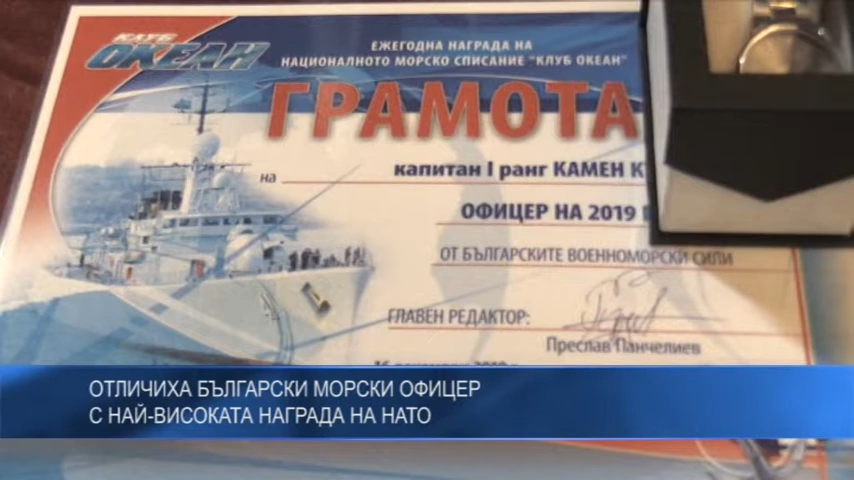 КЛУБ
ОКЕАН
ЕЖЕГОДНА НАГРАДА НА
НАЦИОНАЛНОТО МОРСКО СПИСАНИЕ "КЛУБ ОКЕАН"
ГРАМОТА
на капитан I ранг КАМЕН К
ОФИЦЕР НА 2019
ОТ БЪЛГАРСКИТЕ ВОЕННОМОРСКИ СИЛИ
ГЛАВЕН РЕДАКТОР:
Преслав Панчелиев
ОТЛИЧИХА БЪЛГАРСКИ МОРСКИ ОФИЦЕР
С НАЙ-ВИСОКАТА НАГРАДА НА НАТО